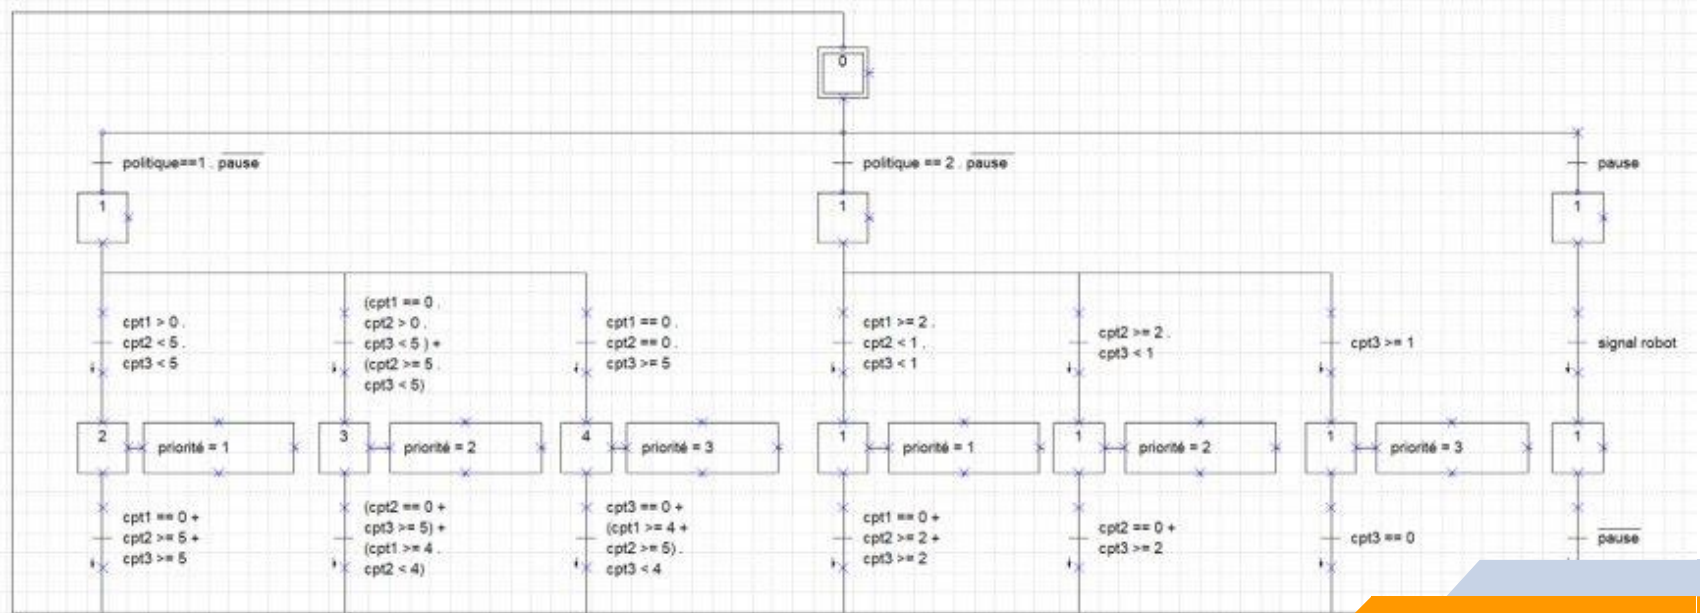 0
politique==1 . pause
politique == 2 . pause
pause
1
1
1
cpt1 > 0 .
cpt2 < 5 .
cpt3 < 5
(cpt1 == 0 .
cpt2 > 0 .
cpt3 < 5 ) +
(cpt2 >= 5 .
cpt3 < 5)
cpt1 == 0 .
cpt2 == 0 .
cpt3 >= 5
cpt1 >= 2 .
cpt2 < 1 .
cpt3 < 1
cpt2 >= 2 .
cpt3 < 1
cpt3 >= 1
signal robot
2
priorité = 1
3
priorité = 2
4
priorité = 3
1
priorité = 1
1
priorité = 2
1
priorité = 3
1
cpt1 == 0 +
cpt2 >= 5 +
cpt3 >= 5
(cpt2 == 0 +
cpt3 >= 5) +
(cpt1 >= 4 .
cpt2 < 4)
cpt3 == 0 +
(cpt1 >= 4 +
cpt2 >= 5) .
cpt3 < 4
cpt1 == 0 +
cpt2 >= 2 +
cpt3 >= 2
cpt2 == 0 +
cpt3 >= 2
cpt3 == 0
pause